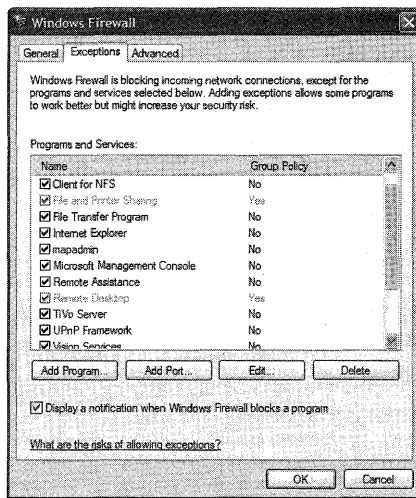 Windows Firewall
General Exceptions Advanced
Windows Firewall is blocking incoming network connections, except for the
programs and services selected below. Adding exceptions allows some programs
to work better but might increase your security risk.
Programs and Services:
Name Group Policy
Client for NFS No
File and Printer Sharing Yes
File Transfer Program No
Internet Explorer No
mapadmin No
Microsoft Management Console No
Remote Assistance No
Remote Desktop Yes
TiVo Server No
UPnP Framework No
Vision Services No
Add Program... Add Port... Edit... Delete
Display a notification when Windows Firewall blocks a program
What are the risks of allowing exceptions?
OK Cancel